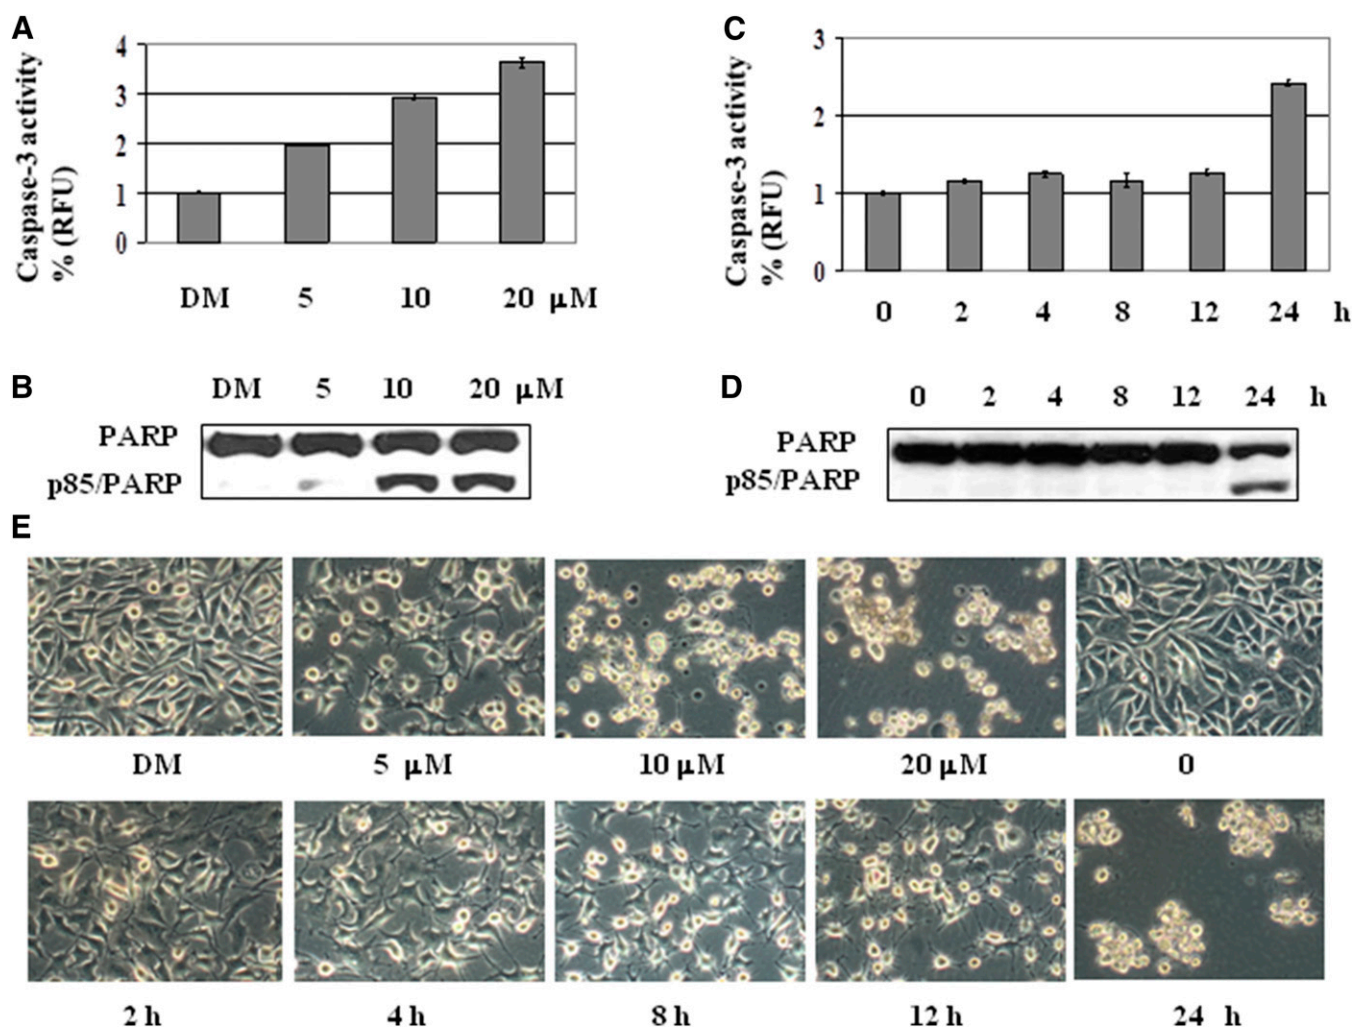 A
Caspase-3 activity
% (RFU)
4
3
2
1
0
DM 5 10 20 µM
C
Caspase-3 activity
% (RFU)
3
2
1
0
0 2 4 8 12 24 h
B
DM 5 10 20 µM
PARP
p85/PARP
D
0 2 4 8 12 24 h
PARP
p85/PARP
E
DM 5 µM 10 µM 20 µM 0
2 h 4 h 8 h 12 h 24 h